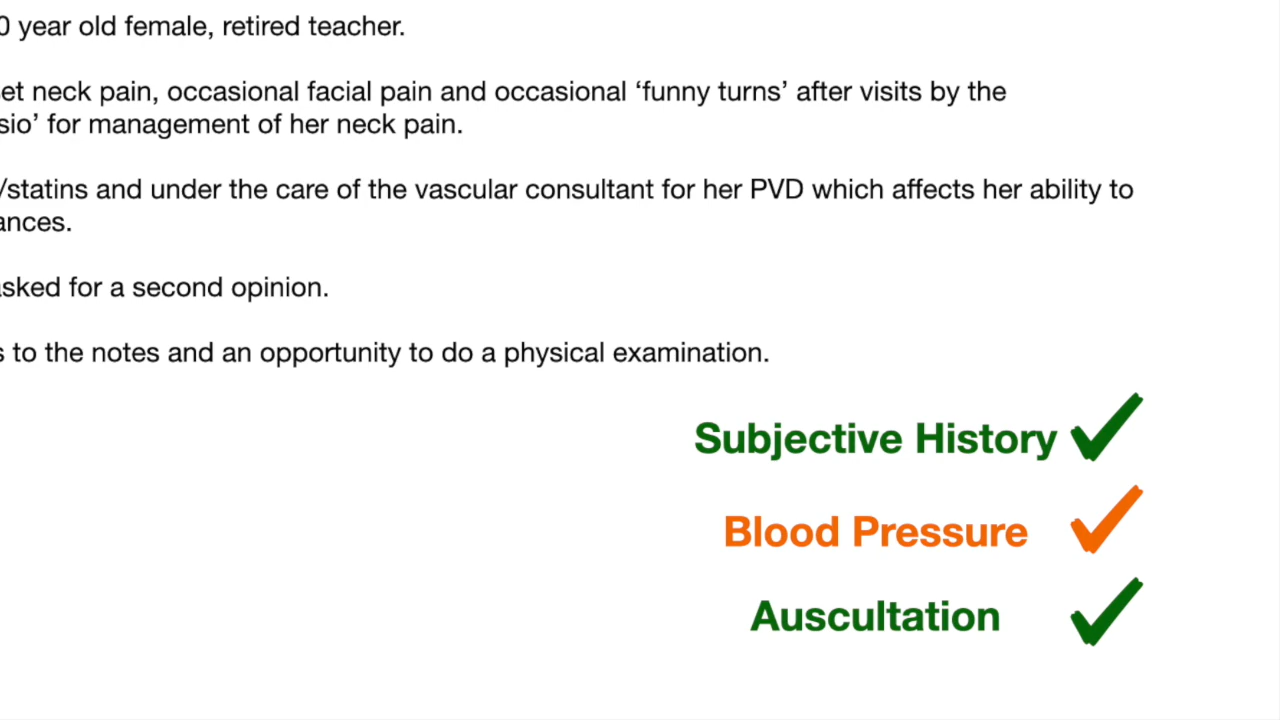 0 year old female, retired teacher.
et neck pain, occasional facial pain and occasional ‘funny turns’ after visits by the
sio’ for management of her neck pain.
/statins and under the care of the vascular consultant for her PVD which affects her ability to
ances.
asked for a second opinion.
s to the notes and an opportunity to do a physical examination.
Subjective History
Blood Pressure
Auscultation